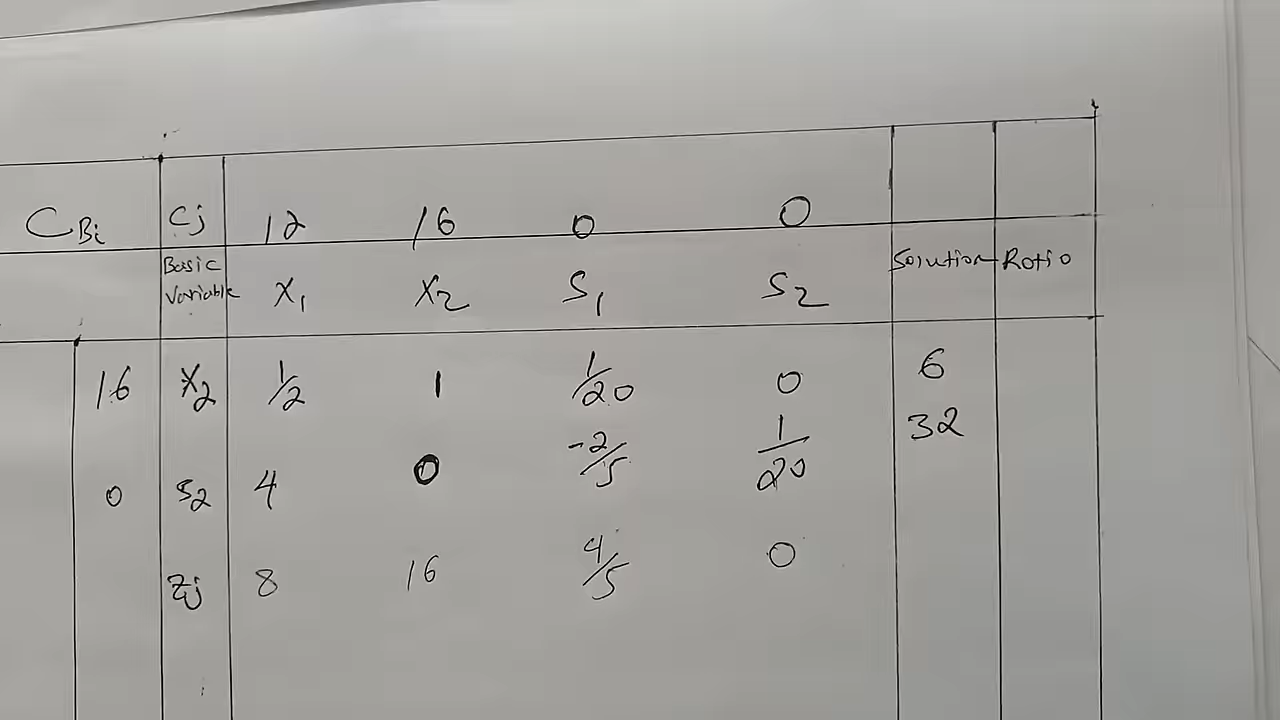 CBi Cj 12 16 0 0
Basic Variable X1 X2 S1 S2 Solution Ratio
16 X2 1/2 1 1/20 0 6
0 S2 4 0 -2/5 1/20 32
Zj 8 16 4/5 0